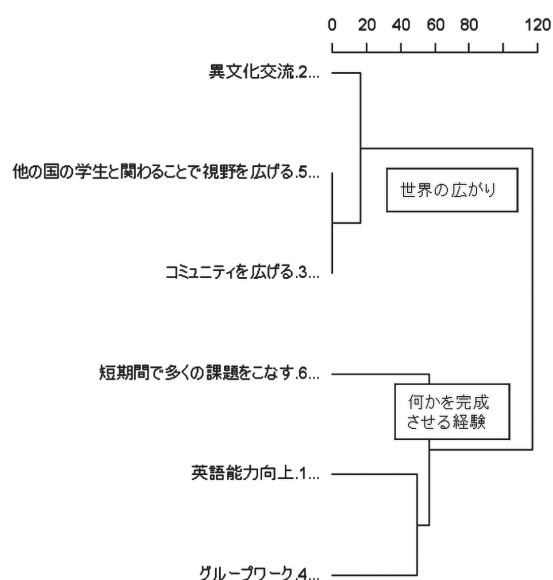 0 20 40 60 80 120
異文化交流.2...
他の国の学生と関わることで視野を広げる.5...
世界の広がり
コミュニティを広げる.3...
短期間で多くの課題をこなす.6...
何かを完成
させる経験
英語能力向上.1...
グループワーク.4...